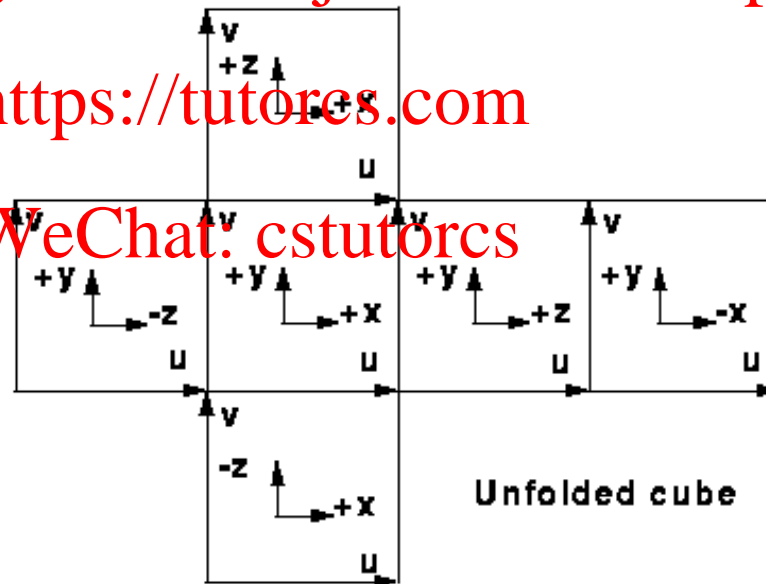 v
+z
+x
https://tutorcs.com
u
v v v v
WeChat: cstutorcs
+y +y +y +y
-z +x +z -x
u u u u
v
-z
+x
Unfolded cube
u